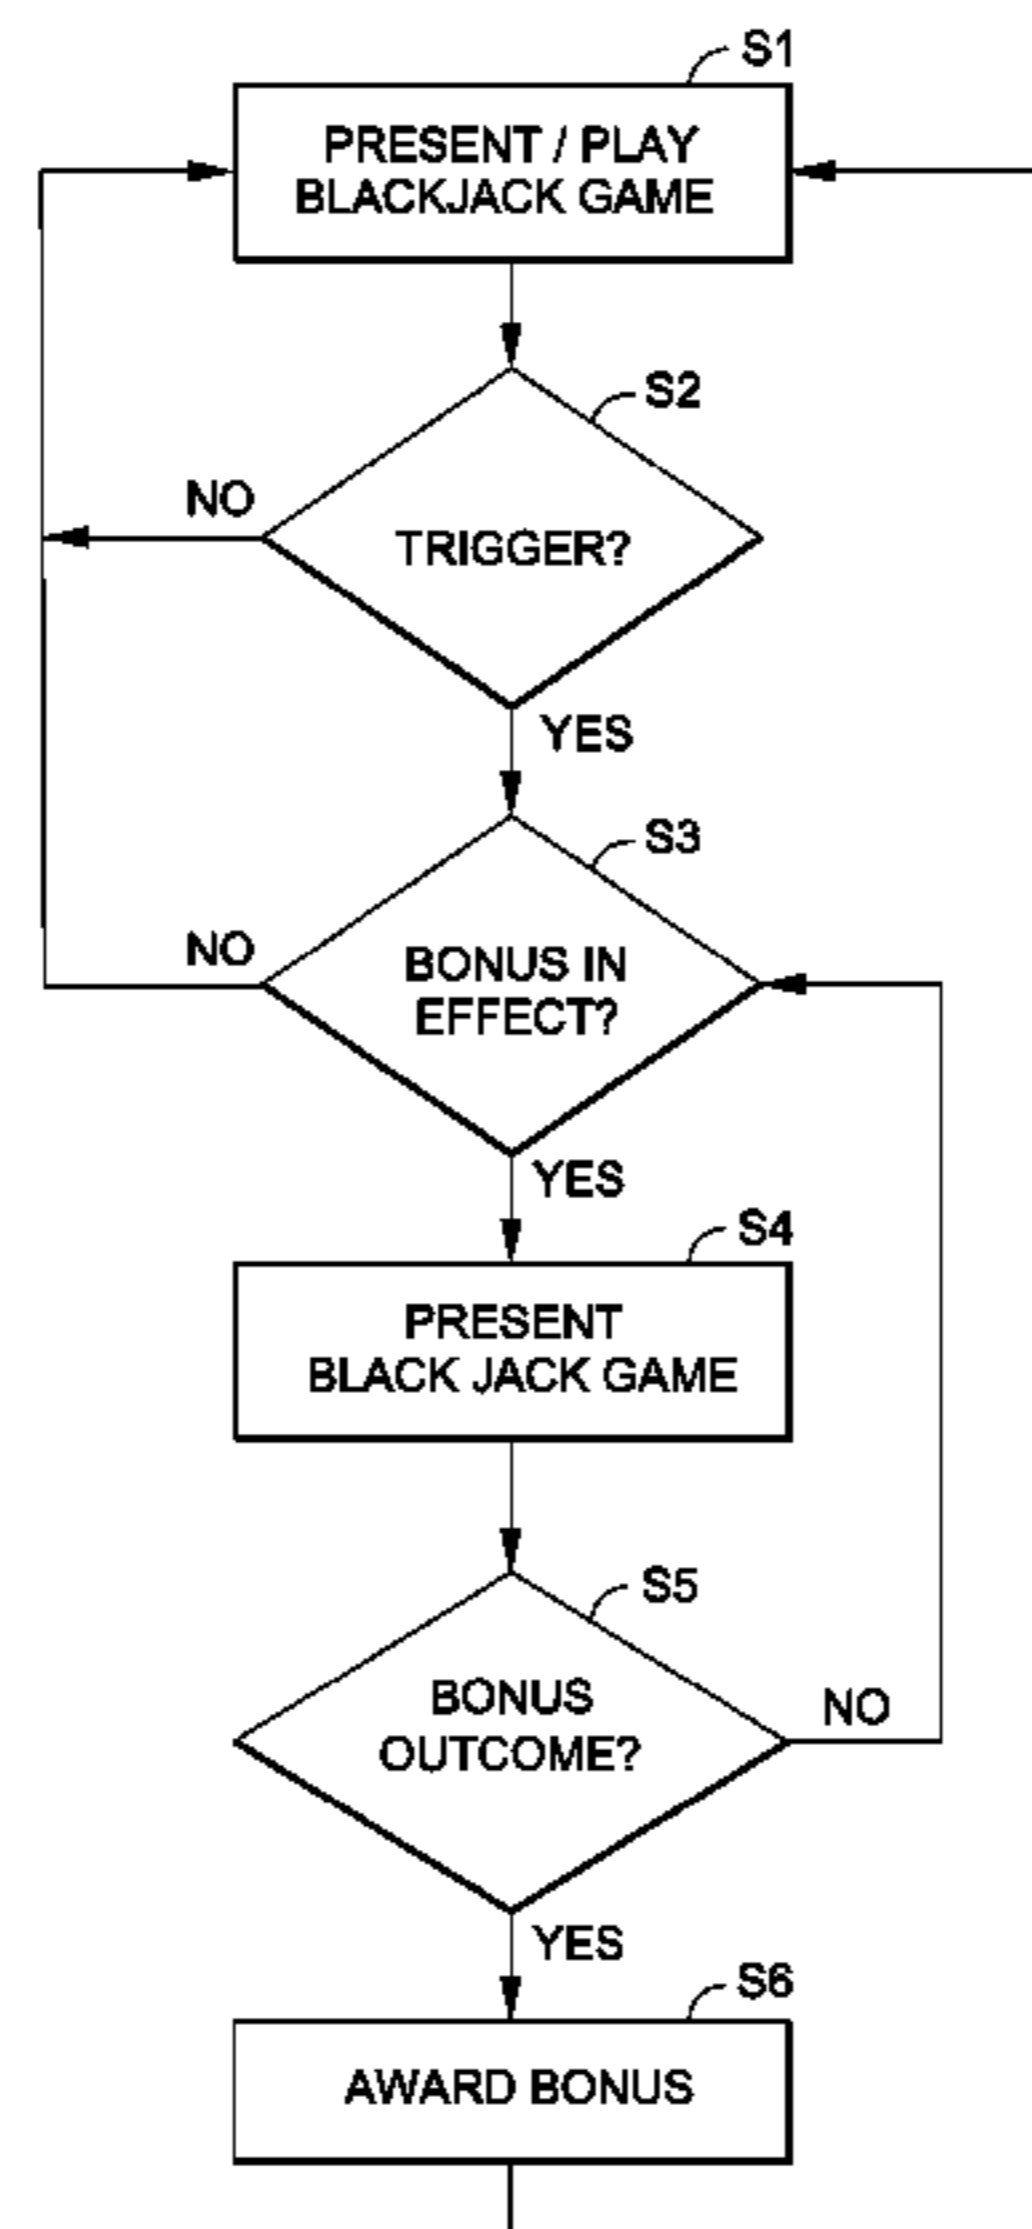 S1
PRESENT / PLAY
BLACKJACK GAME
S2
NO
TRIGGER?
YES
S3
NO
BONUS IN
EFFECT?
YES
S4
PRESENT
BLACK JACK GAME
S5
BONUS
OUTCOME?
NO
YES
S6
AWARD BONUS